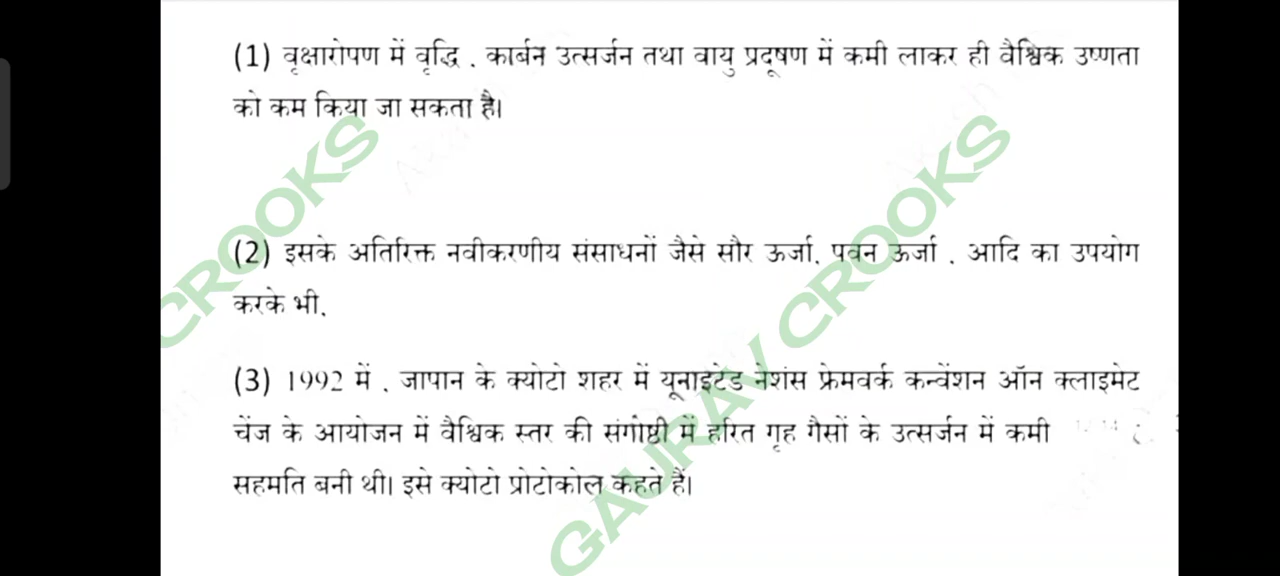 (1) वृक्षारोपण में वृद्धि . कार्बन उत्सर्जन तथा वायु प्रदूषण में कमी लाकर ही वैश्विक उष्णता
को कम किया जा सकता है।
(2) इसके अतिरिक्त नवीकरणीय संसाधनों जैसे सौर ऊर्जा. पवन ऊर्जा . आदि का उपयोग
करके भी.
(3) 1992 में . जापान के क्योटो शहर में यूनाइटेड नेशंस फ्रेमवर्क कन्वेंशन ऑन क्लाइमेट
चेंज के आयोजन में वैश्विक स्तर की संगोष्ठी में हरित गृह गैसों के उत्सर्जन में कमी
सहमति बनी थी। इसे क्योटो प्रोटोकोल कहते हैं।
CROOKS
GAURAV CROOKS